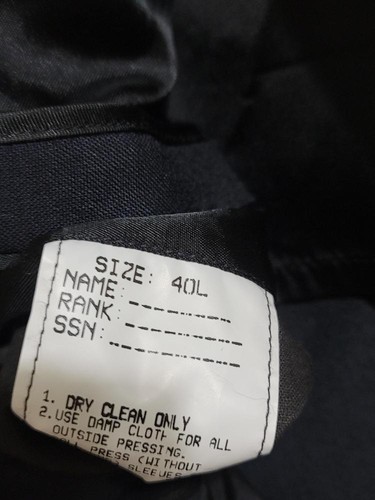 SIZE: 40L
NAME:
RANK:
SSN:
1. DRY CLEAN ONLY
2. USE DAMP CLOTH FOR ALL
OUTSIDE PRESSING.
PRESS (WITHOUT
SLEEVES